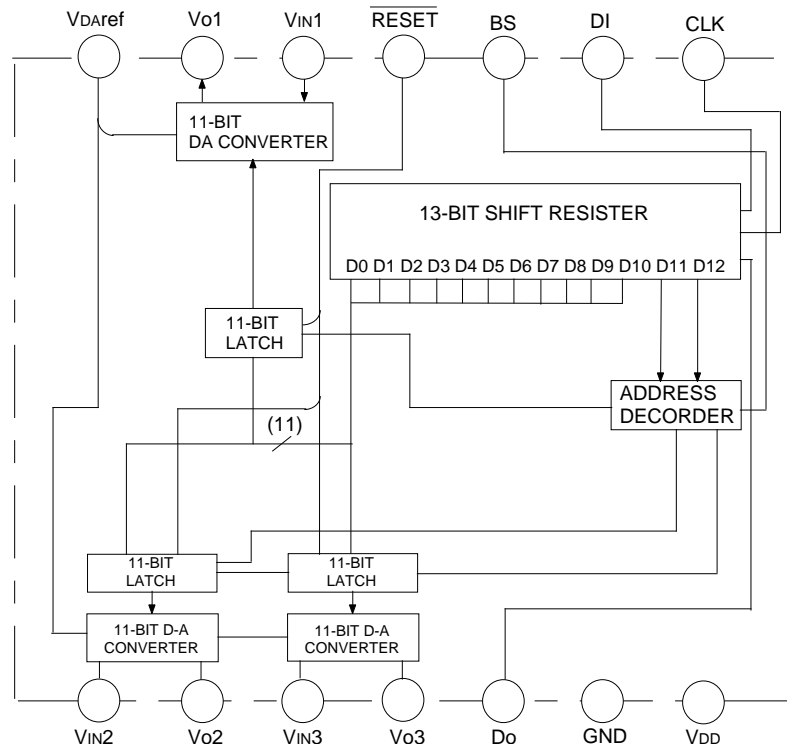 VDAref Vo1 VIN1 RESET BS DI CLK
11-BIT
DA CONVERTER
13-BIT SHIFT RESISTER
D0 D1 D2 D3 D4 D5 D6 D7 D8 D9 D10 D11 D12
11-BIT
LATCH
ADDRESS
DECORDER
(11)
11-BIT
LATCH
11-BIT
LATCH
11-BIT D-A
CONVERTER
11-BIT D-A
CONVERTER
VIN2 Vo2 VIN3 Vo3 Do GND VDD